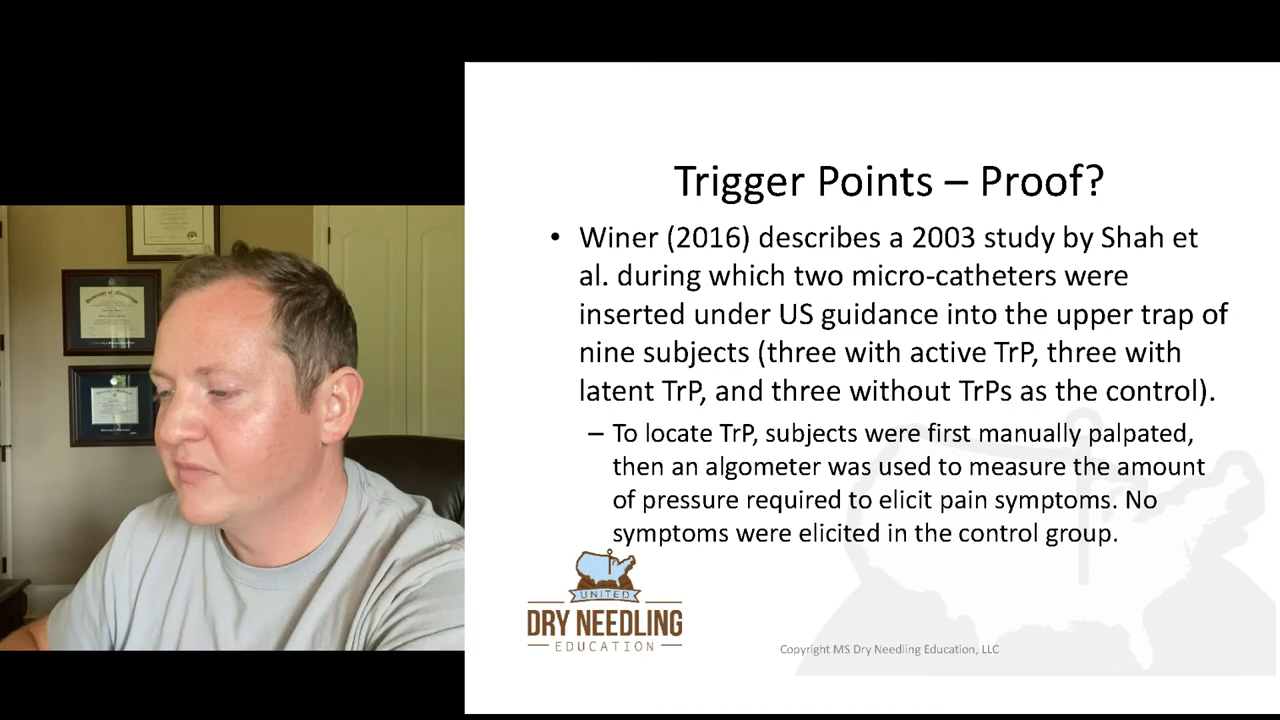 Trigger Points – Proof?
• Winer (2016) describes a 2003 study by Shah et
al. during which two micro-catheters were
inserted under US guidance into the upper trap of
nine subjects (three with active TrP, three with
latent TrP, and three without TrPs as the control).
– To locate TrP, subjects were first manually palpated,
then an algometer was used to measure the amount
of pressure required to elicit pain symptoms. No
symptoms were elicited in the control group.
UNITED
DRY NEEDLING
EDUCATION
Copyright MS Dry Needling Education, LLC